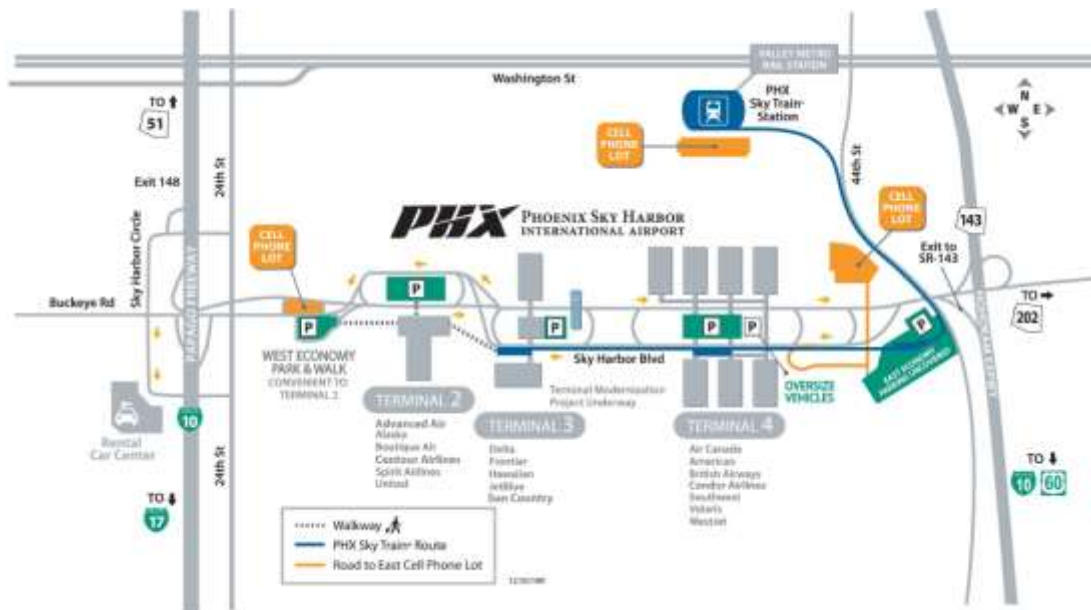 VALLEY METRO
RAIL STATION
Washington St
PHX
Sky Train®
Station
N
W E
S
TO
51
CELL
PHONE
LOT
44th St
Exit 148
24th St
Sky Harbor Circle
PHX
PHOENIX SKY HARBOR
INTERNATIONAL AIRPORT
CELL
PHONE
LOT
143
CELL
PHONE
LOT
Exit to
SR-143
Buckeye Rd
PAPAGO FREEWAY
P
P
P
P
P
P
TO
202
WEST ECONOMY
PARK & WALK
CONVENIENT TO
TERMINAL 2
Sky Harbor Blvd
EAST ECONOMY
PARKING UNCOVERED
Terminal Modernization
Project Underway
OVERSIZE
VEHICLES
TERMINAL 2
Advanced Air
Alaska
Boutique Air
Contour Airlines
Spirit Airlines
United
TERMINAL 3
Delta
Frontier
Hawaiian
JetBlue
Sun Country
TERMINAL 4
Air Canada
American
British Airways
Condor Airlines
Southwest
Volaris
WestJet
Rental
Car Center
10
24th St
TO
17
TO
10 60
Walkway
PHX Sky Train® Route
Road to East Cell Phone Lot